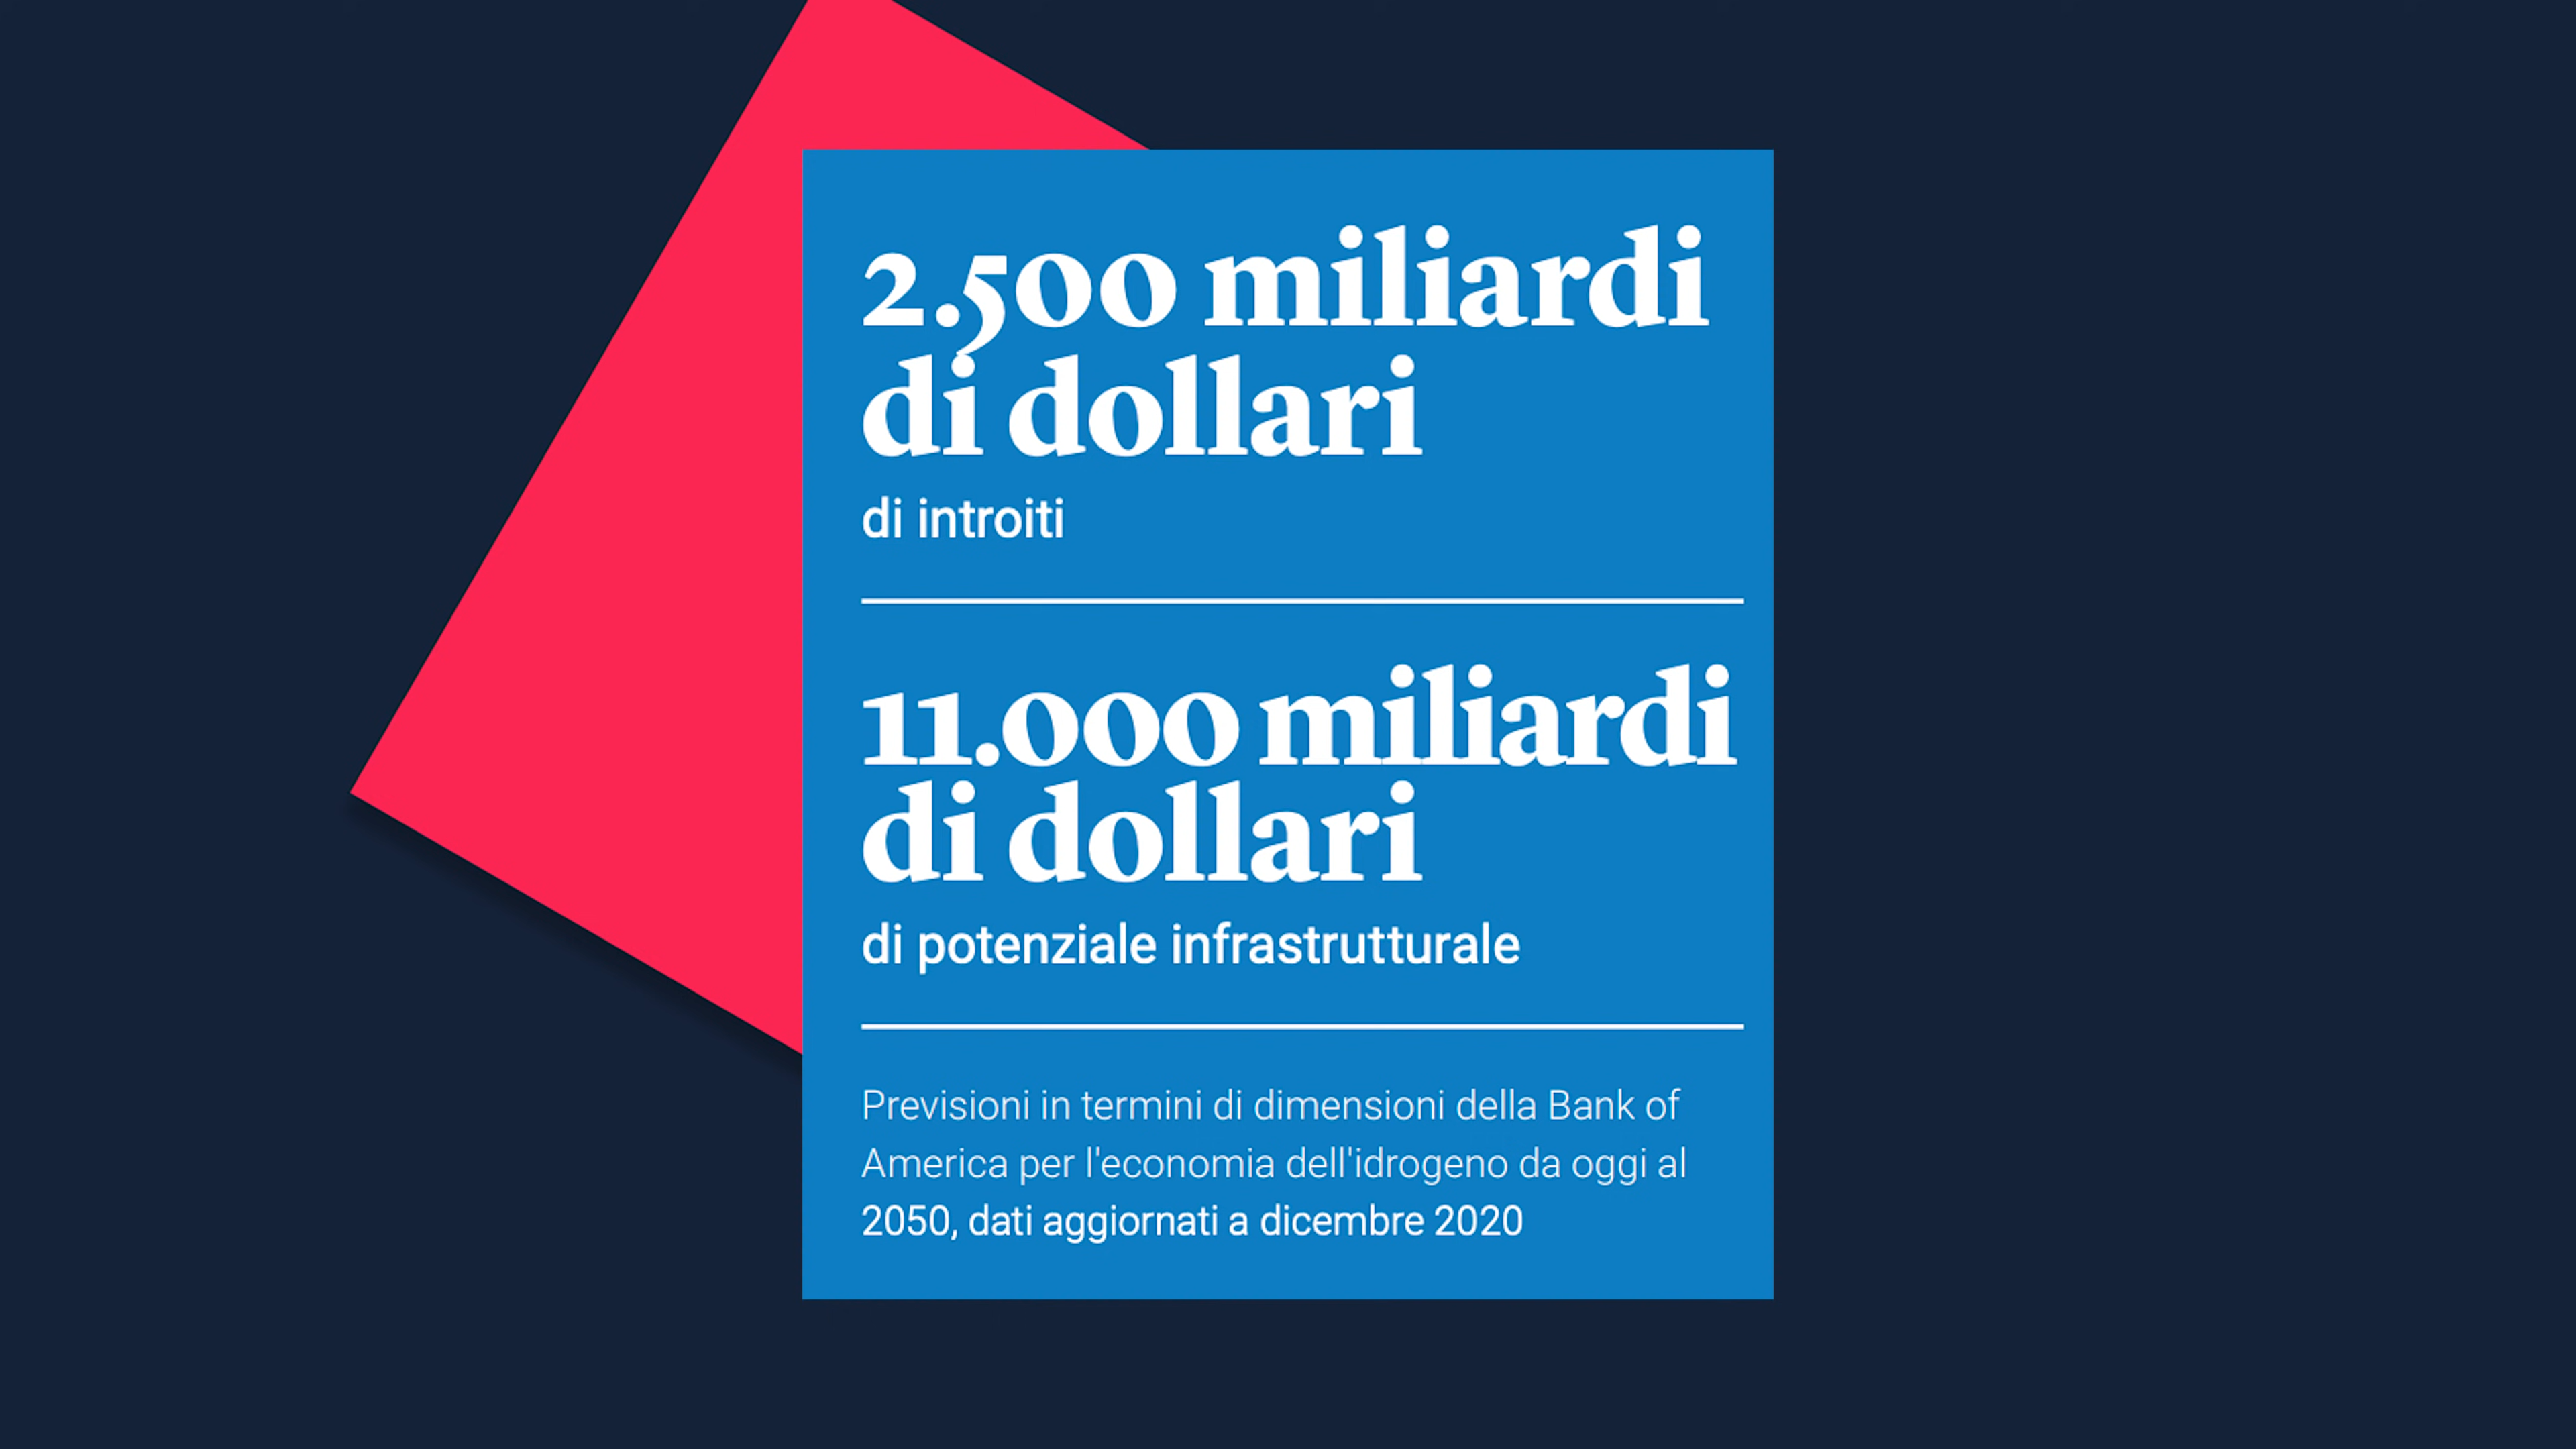 2.500 miliardi
di dollari
di introiti
11.000 miliardi
di dollari
di potenziale infrastrutturale
Previsioni in termini di dimensioni della Bank of
America per l'economia dell'idrogeno da oggi al
2050, dati aggiornati a dicembre 2020